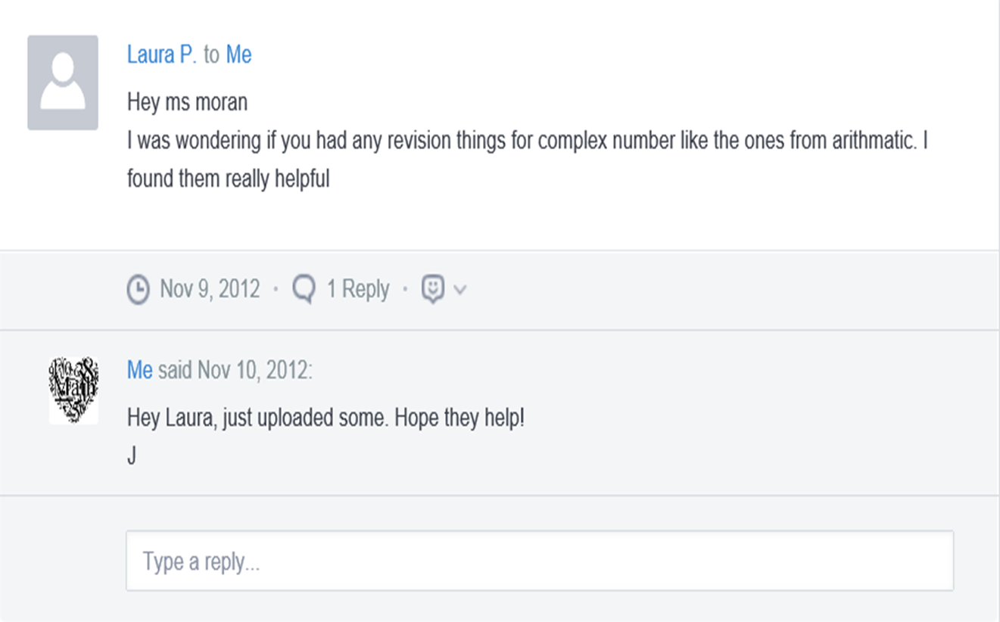 Laura P. to Me
Hey ms moran
I was wondering if you had any revision things for complex number like the ones from arithmatic. I
found them really helpful
Nov 9, 2012 · 1 Reply ·
Me said Nov 10, 2012:
Math
Hey Laura, just uploaded some. Hope they help!
J
Type a reply...